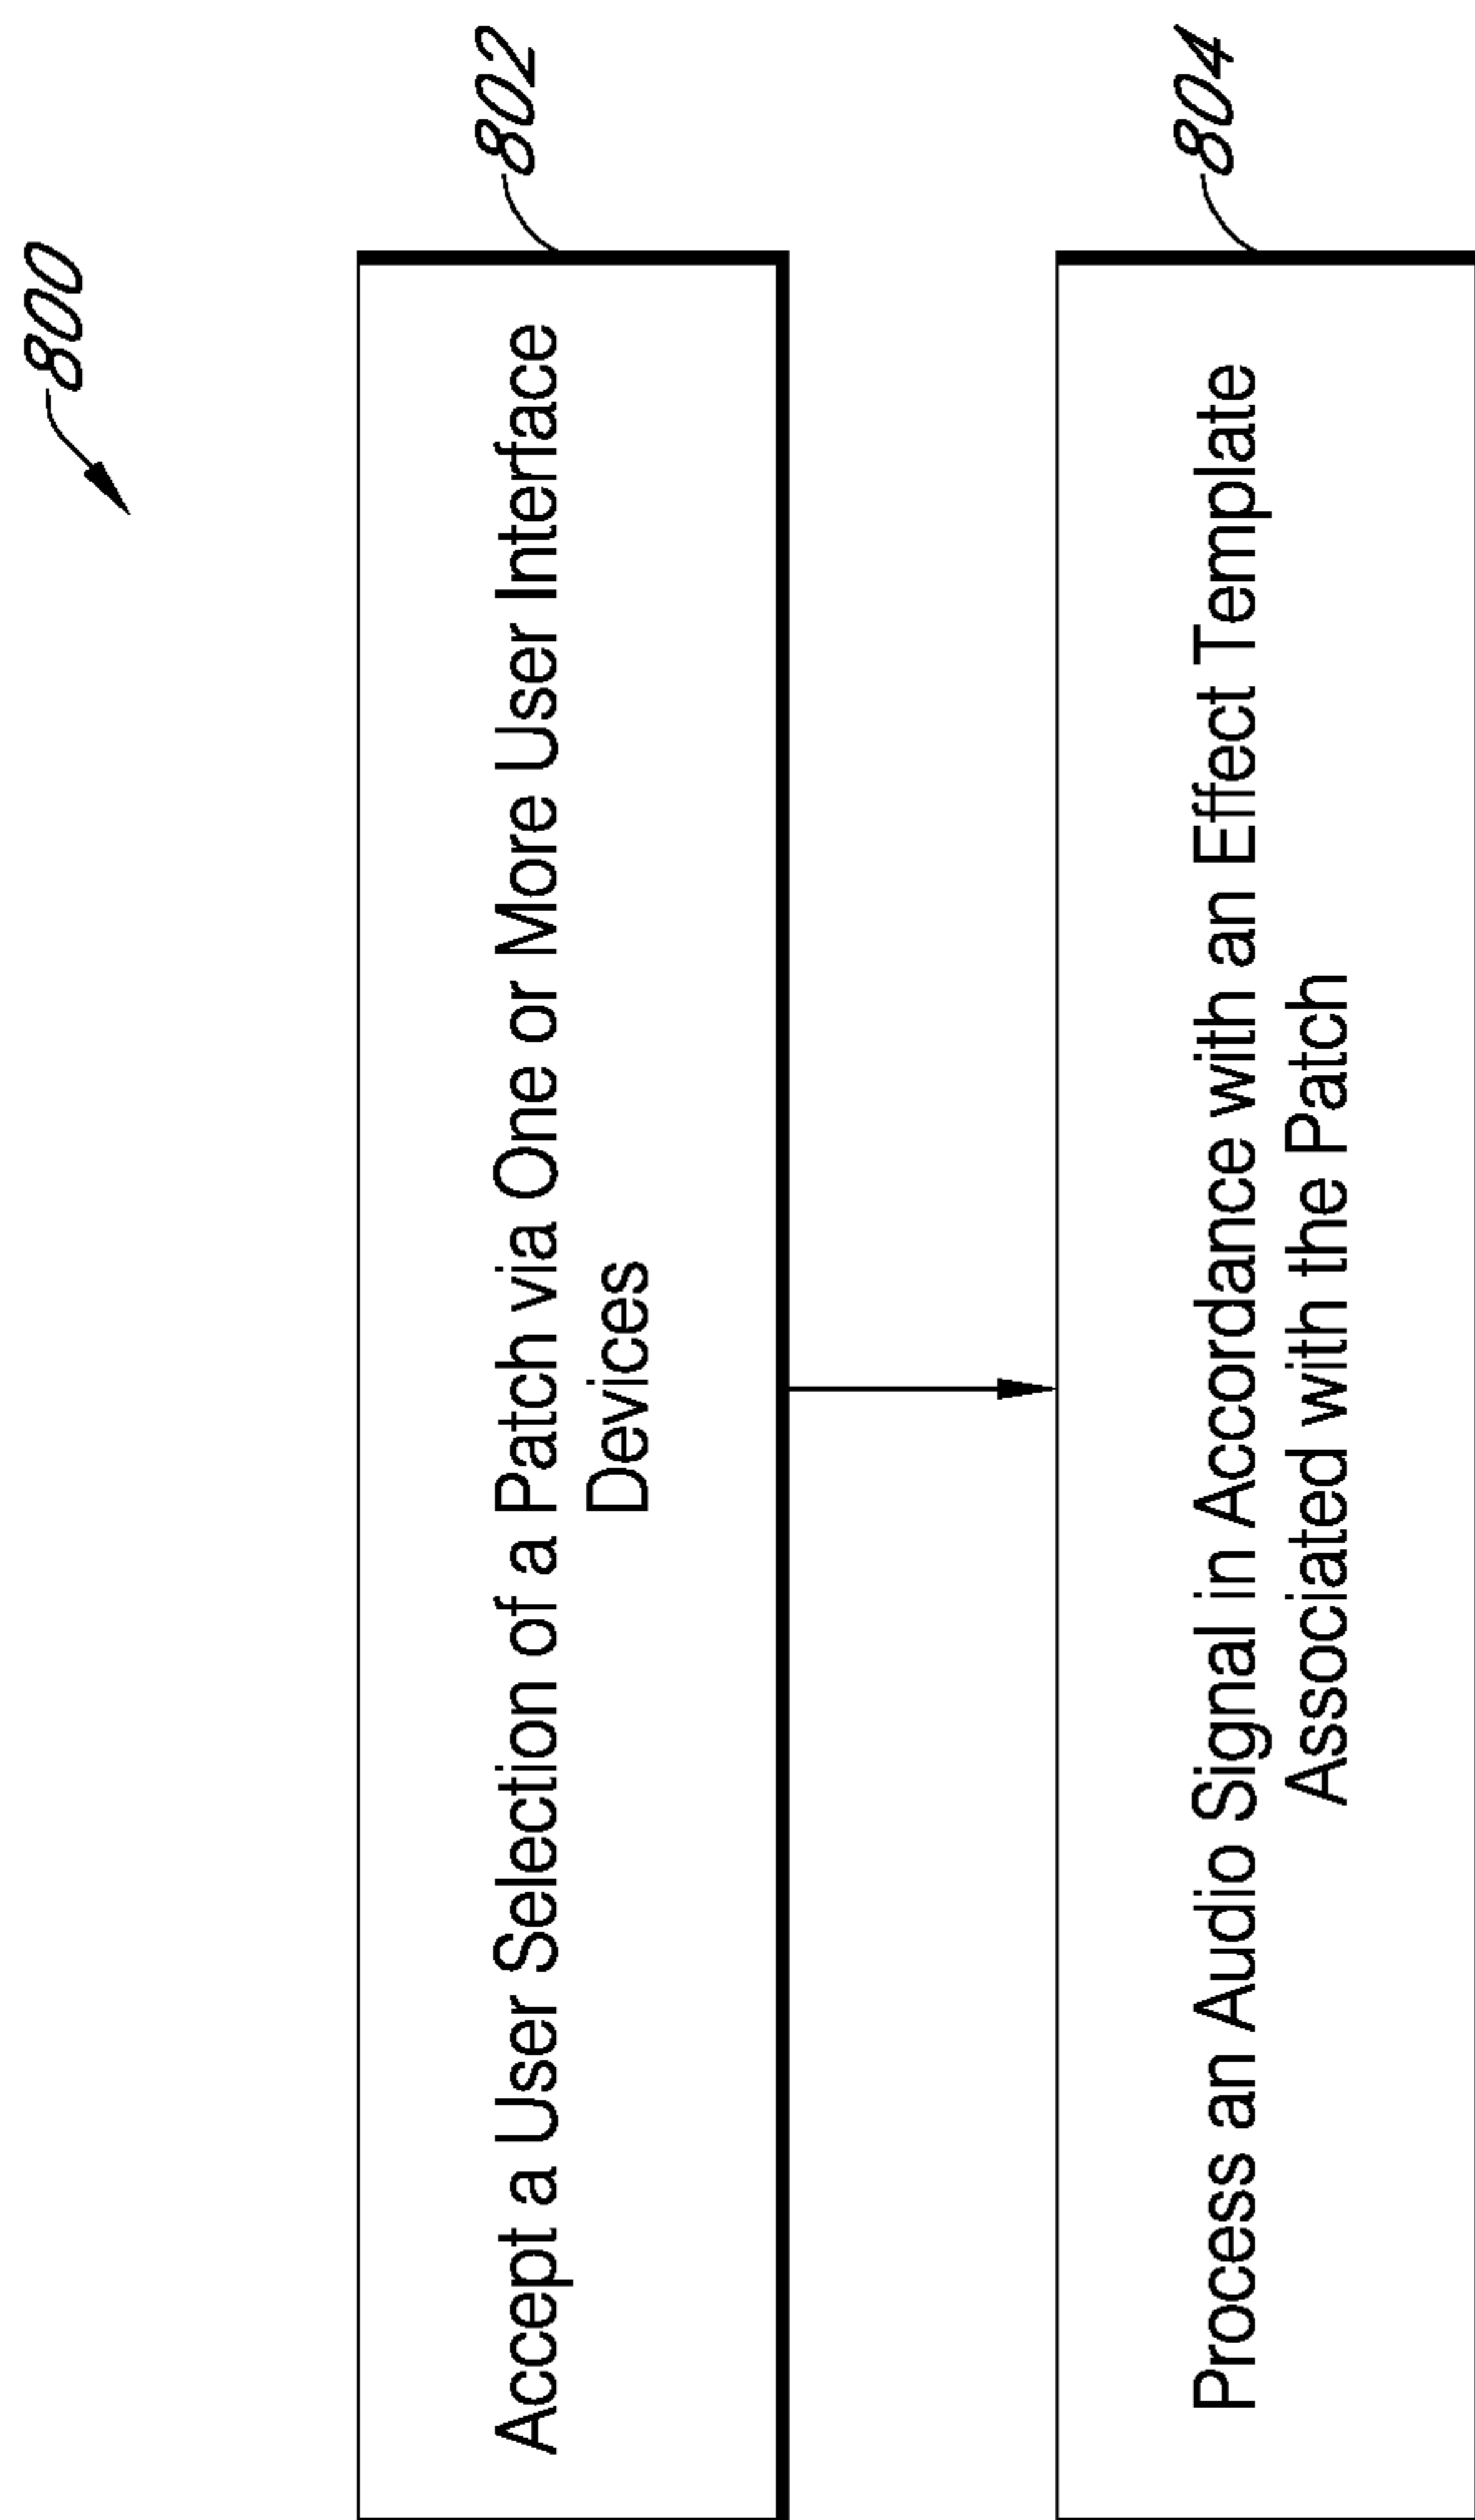 800
802
Accept a User Selection of a Patch via One or More User Interface
Devices
804
Process an Audio Signal in Accordance with an Effect Template
Associated with the Patch